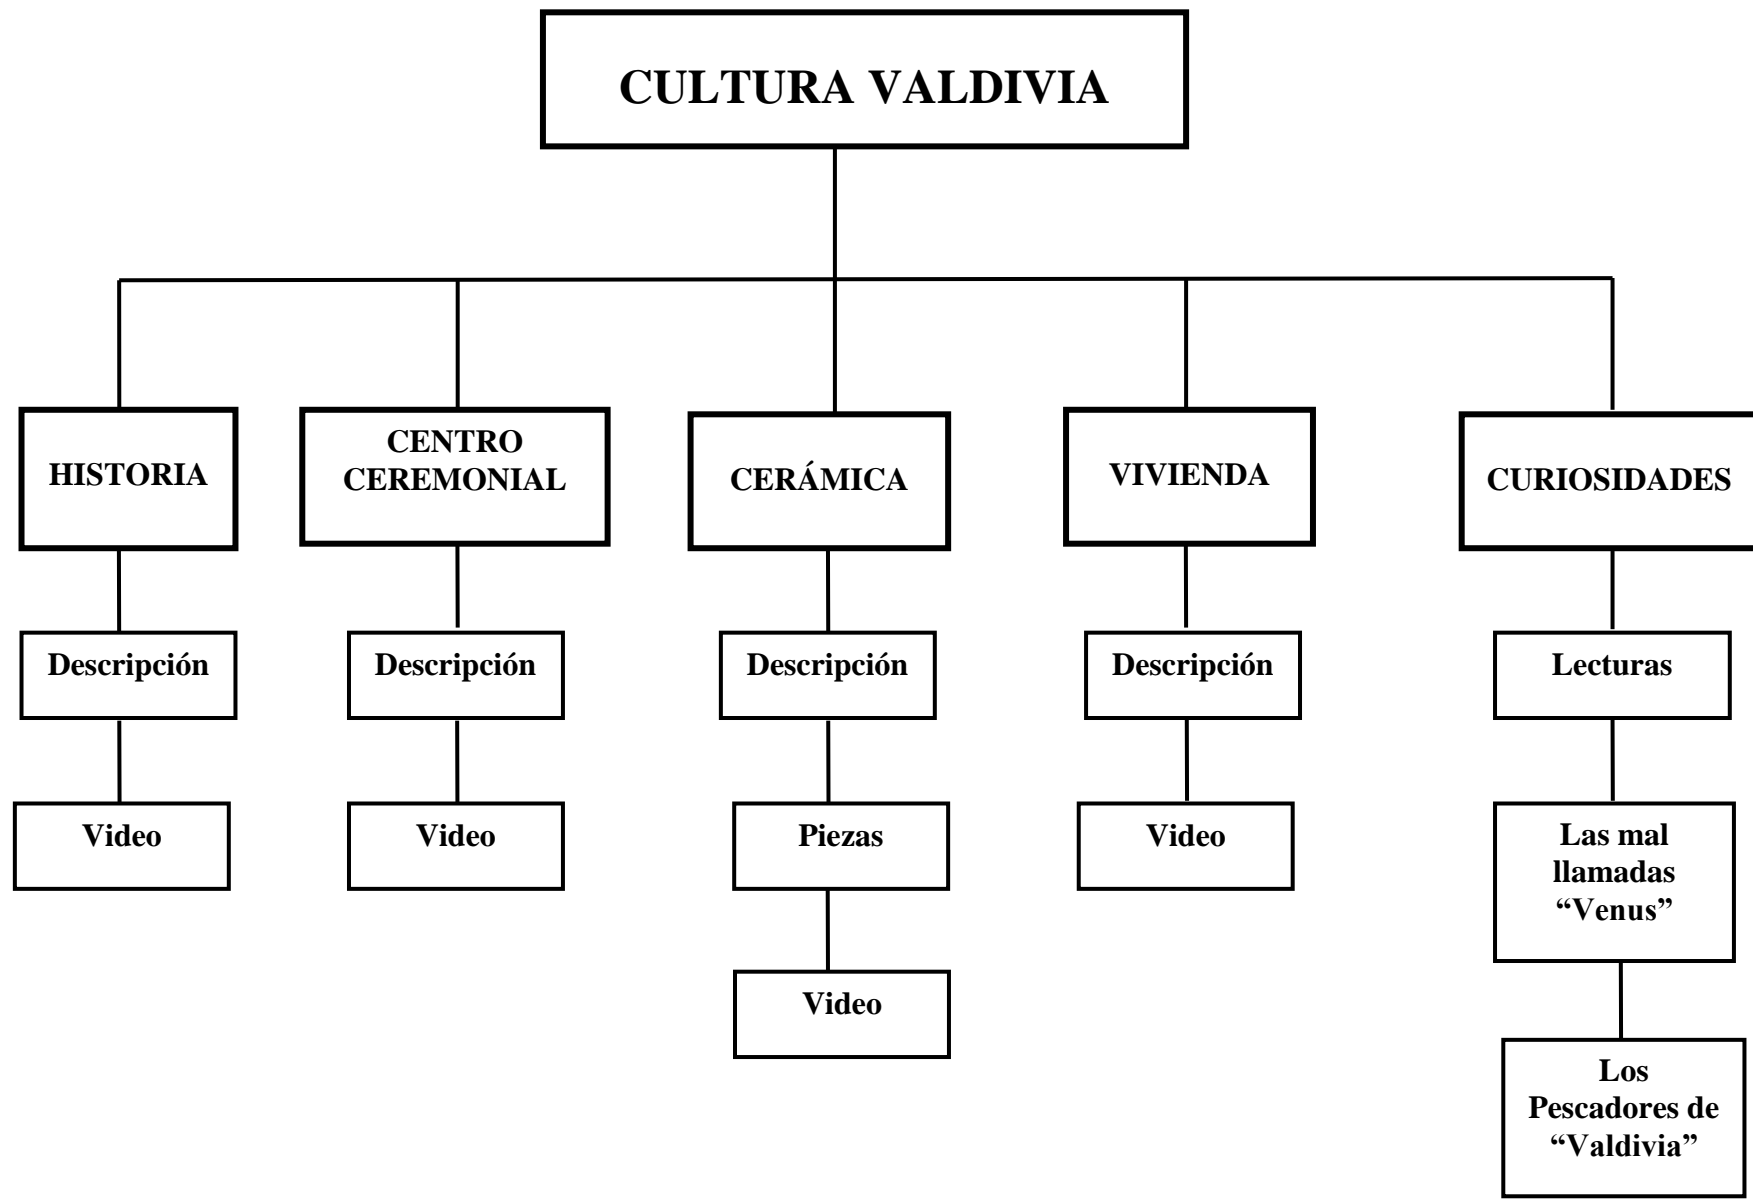 CULTURA VALDIVIA
HISTORIA
CENTRO
CEREMONIAL
CERÁMICA
VIVIENDA
CURIOSIDADES
Descripción
Descripción
Descripción
Descripción
Lecturas
Video
Video
Piezas
Video
Las mal
llamadas
“Venus”
Video
Los
Pescadores de
“Valdivia”